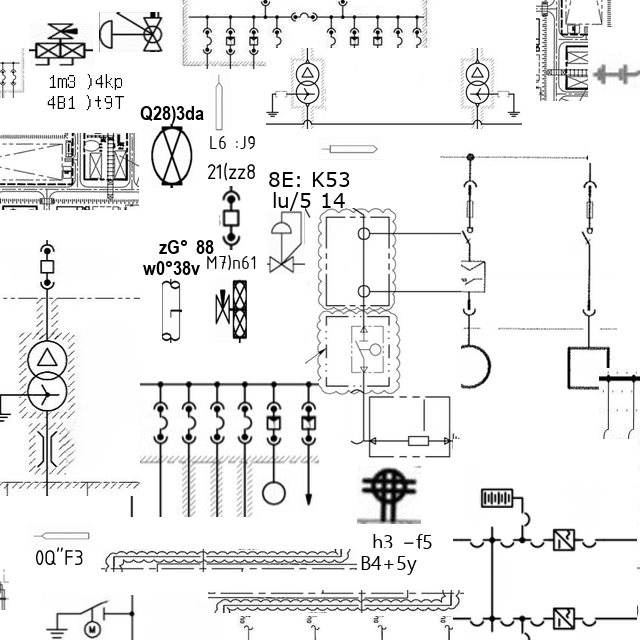 1m3 )4kp
4B1 )t9T
Q28)3da
L6 :J9
21(zz8
8E: K53
lu/5 14
zG° 88
w0°38v
M7)n61
L
M
0Q"F3
h3 –f5
B4+5y